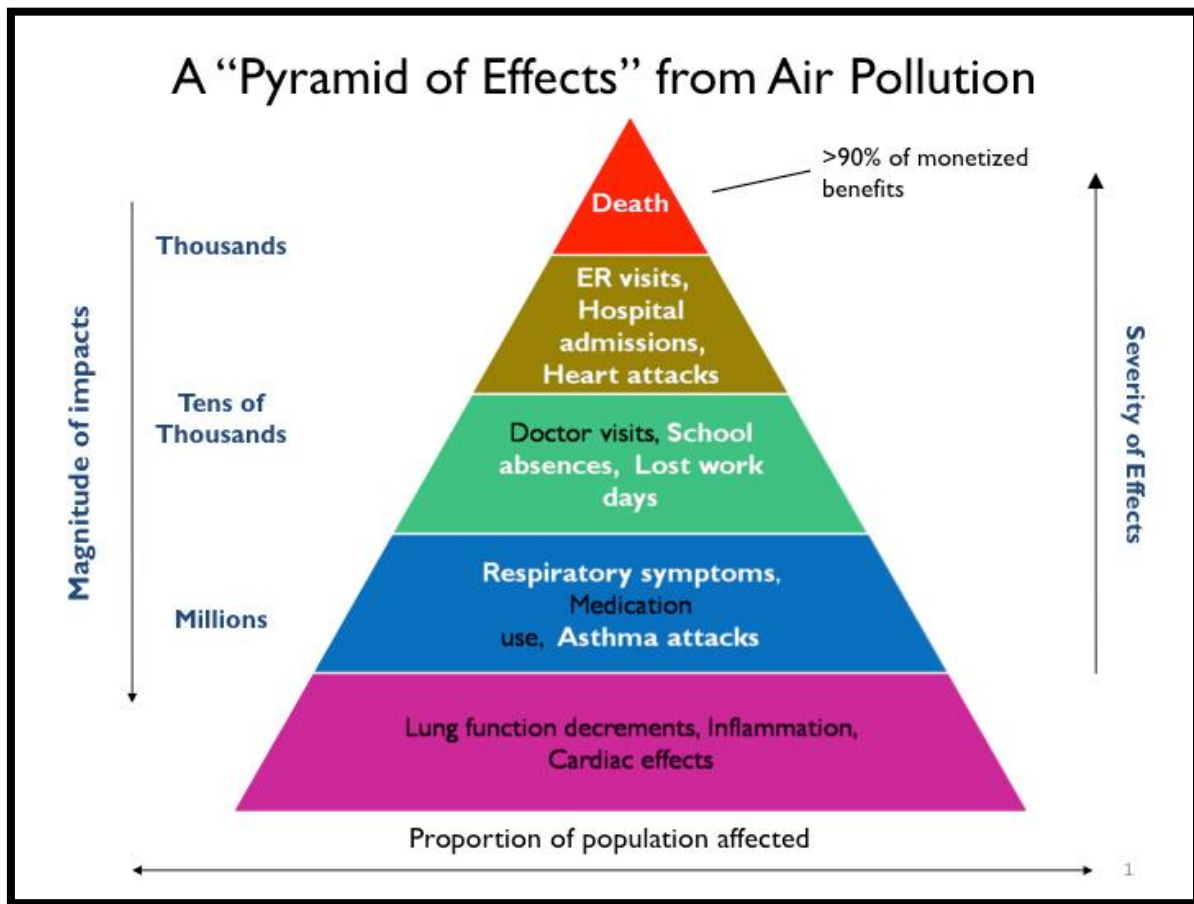 A “Pyramid of Effects” from Air Pollution
>90% of monetized
benefits
Death
Thousands
ER visits,
Hospital
admissions,
Heart attacks
Magnitude of impacts
Severity of Effects
Tens of
Thousands
Doctor visits, School
absences, Lost work
days
Respiratory symptoms,
Medication
use, Asthma attacks
Millions
Lung function decrements, Inflammation,
Cardiac effects
Proportion of population affected
1